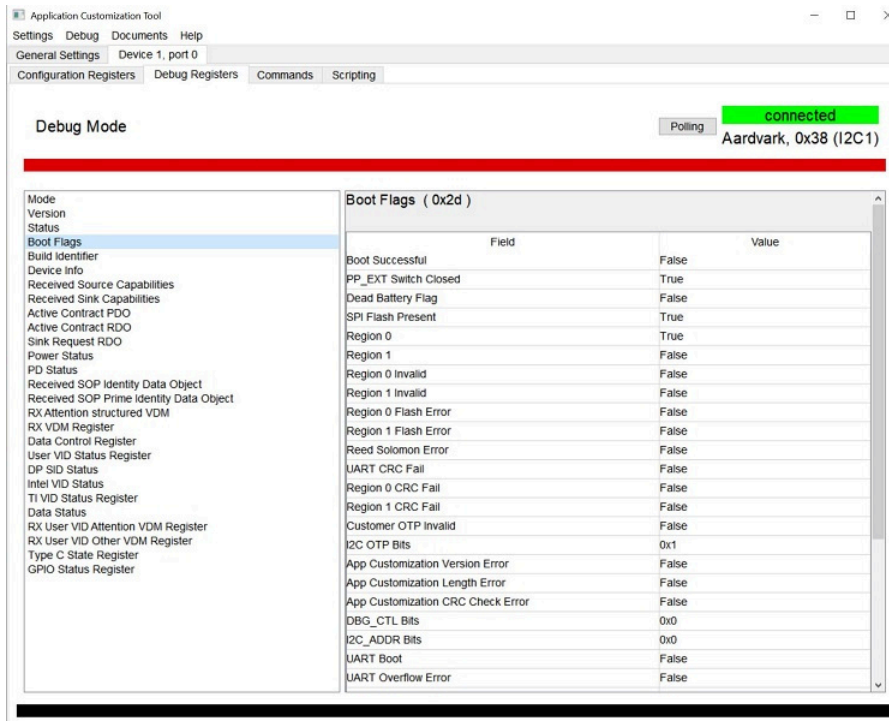 Application Customization Tool
Settings Debug Documents Help
General Settings Device 1, port 0
Configuration Registers Debug Registers Commands Scripting
Debug Mode
Polling
connected
Aardvark, 0x38 (I2C1)
Mode
Version
Status
Boot Flags
Build Identifier
Device Info
Received Source Capabilities
Received Sink Capabilities
Active Contract PDO
Active Contract RDO
Sink Request RDO
Power Status
PD Status
Received SOP Identity Data Object
Received SOP Prime Identity Data Object
RX Attention structured VDM
RX VDM Register
Data Control Register
User VID Status Register
DP SID Status
Intel VID Status
TI VID Status Register
Data Status
RX User VID Attention VDM Register
RX User VID Other VDM Register
Type C State Register
GPIO Status Register
Boot Flags ( 0x2d )
Field Value
Boot Successful False
PP_EXT Switch Closed True
Dead Battery Flag False
SPI Flash Present True
Region 0 True
Region 1 False
Region 0 Invalid False
Region 1 Invalid False
Region 0 Flash Error False
Region 1 Flash Error False
Reed Solomon Error False
UART CRC Fail False
Region 0 CRC Fail False
Region 1 CRC Fail False
Customer OTP Invalid False
I2C OTP Bits 0x1
App Customization Version Error False
App Customization Length Error False
App Customization CRC Check Error False
DBG_CTL Bits 0x0
I2C_ADDR Bits 0x0
UART Boot False
UART Overflow Error False